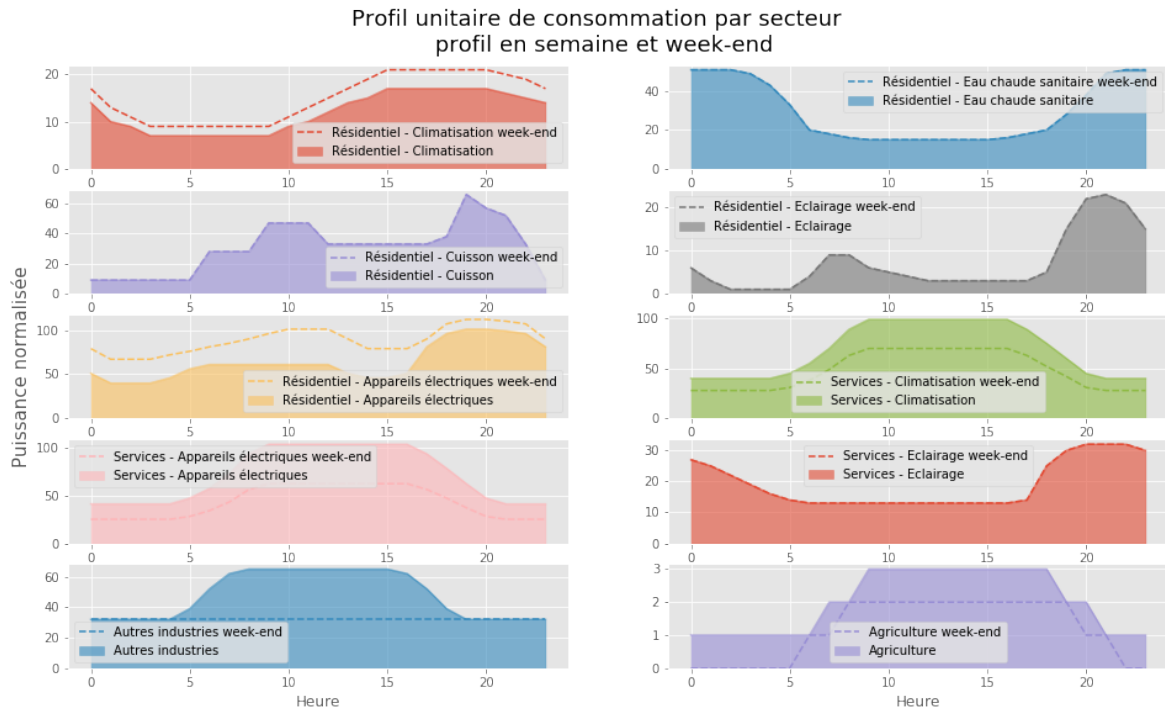 Profil unitaire de consommation par secteur
profil en semaine et week-end
Puissance normalisée
20
10
0
Résidentiel - Climatisation week-end
Résidentiel - Climatisation
0 5 10 15 20
40
20
0
Résidentiel - Eau chaude sanitaire week-end
Résidentiel - Eau chaude sanitaire
0 5 10 15 20
60
40
20
0
Résidentiel - Cuisson week-end
Résidentiel - Cuisson
0 5 10 15 20
20
10
0
Résidentiel - Eclairage week-end
Résidentiel - Eclairage
0 5 10 15 20
100
50
0
Résidentiel - Appareils électriques week-end
Résidentiel - Appareils électriques
0 5 10 15 20
100
50
0
Services - Climatisation week-end
Services - Climatisation
0 5 10 15 20
100
50
0
Services - Appareils électriques week-end
Services - Appareils électriques
0 5 10 15 20
30
20
10
0
Services - Eclairage week-end
Services - Eclairage
0 5 10 15 20
60
40
20
0
Autres industries week-end
Autres industries
0 5 10 15 20
Heure
3
2
1
0
Agriculture week-end
Agriculture
0 5 10 15 20
Heure